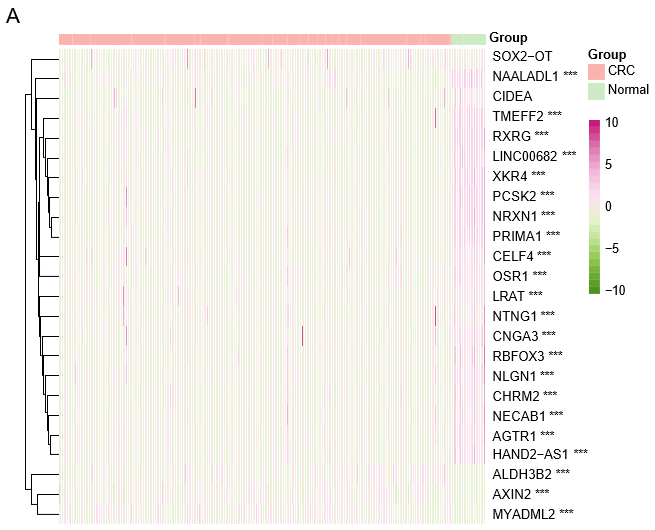 A
Group
SOX2−OT
NAALADL1 ***
CIDEA
TMEFF2 ***
RXRG ***
LINC00682 ***
XKR4 ***
PCSK2 ***
NRXN1 ***
PRIMA1 ***
CELF4 ***
OSR1 ***
LRAT ***
NTNG1 ***
CNGA3 ***
RBFOX3 ***
NLGN1 ***
CHRM2 ***
NECAB1 ***
AGTR1 ***
HAND2−AS1 ***
ALDH3B2 ***
AXIN2 ***
MYADML2 ***
Group
CRC
Normal
10
5
0
−5
−10